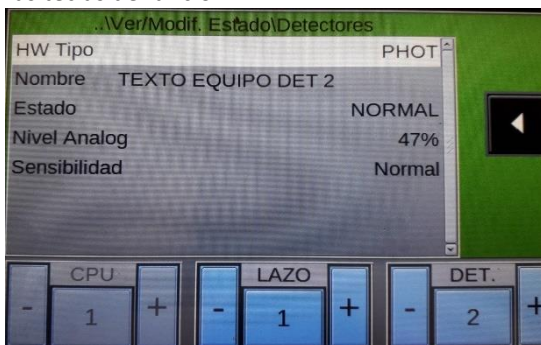 ..\Ver/Modif. Estado\Detectores
HW Tipo PHOT
Nombre TEXTO EQUIPO DET 2
Estado NORMAL
Nivel Analog 47%
Sensibilidad Normal
CPU LAZO DET.
- 1 + - 1 + - 2 +